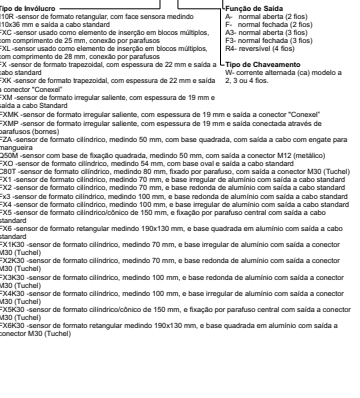 Tipo de Invólucro
I10R -sensor de formato retangular, com face sensora medindo
110x36 mm e saída a cabo standard
FXC -sensor usado como elemento de inserção em blocos múltiplos,
com comprimento de 25 mm, conexão por parafusos
FXL -sensor usado como elemento de inserção em blocos múltiplos,
com comprimento de 28 mm, conexão por parafusos
FX -sensor de formato trapezoidal, com espessura de 22 mm e saída a
cabo standard
FXK -sensor de formato trapezoidal, com espessura de 22 mm e saída
a conector "Conexel"
FXM -sensor de formato irregular saliente, com espessura de 19 mm e
saída a cabo Standard
FXMK -sensor de formato irregular saliente, com espessura de 19 mm e saída a conector "Conexel"
FXMP -sensor de formato irregular saliente, com espessura de 19 mm e saída conectada através de
parafusos (bornes)
FZA -sensor de formato cilíndrico, medindo 50 mm, com base quadrada, com saída a cabo com engate para
mangueira
Q50M -sensor com base de fixação quadrada, medindo 50 mm, com saída a conector M12 (metálico)
FXO -sensor de formato cilíndrico, medindo 54 mm, com base oval e saída a cabo standard
C80T -sensor de formato cilíndrico, medindo 80 mm, fixado por parafuso, com saída a conector M30 (Tuchel)
FX1 -sensor de formato cilíndrico, medindo 70 mm, e base irregular de alumínio com saída a cabo standard
FX2 -sensor de formato cilíndrico, medindo 70 mm, e base redonda de alumínio com saída a cabo standard
Fx3 -sensor de formato cilíndrico, medindo 100 mm, e base redonda de alumínio com saída a cabo standard
FX4 -sensor de formato cilíndrico, medindo 100 mm, e base irregular de alumínio com saída a cabo standard
FX5 -sensor de formato cilíndrico/cônico de 150 mm, e fixação por parafuso central com saída a cabo
standard
FX6 -sensor de formato retangular medindo 190x130 mm, e base quadrada em alumínio com saída a cabo
standard
FX1K30 -sensor de formato cilíndrico, medindo 70 mm, e base irregular de alumínio com saída a conector
M30 (Tuchel)
FX2K30 -sensor de formato cilíndrico, medindo 70 mm, e base redonda de alumínio com saída a conector
M30 (Tuchel)
FX3K30 -sensor de formato cilíndrico, medindo 100 mm, e base redonda de alumínio com saída a conector
M30 (Tuchel)
FX4K30 -sensor de formato cilíndrico, medindo 100 mm, e base irregular de alumínio com saída a conector
M30 (Tuchel)
FX5K30 -sensor de formato cilíndrico/cônico de 150 mm, e fixação por parafuso central com saída a conector
M30 (Tuchel)
FX6K30 -sensor de formato retangular medindo 190x130 mm, e base quadrada em alumínio com saída a
conector M30 (Tuchel)
Função de Saída
A- normal aberta (2 fios)
F- normal fechada (2 fios)
A3- normal aberta (3 fios)
F3- normal fechada (3 fios)
R4- reversível (4 fios)
Tipo de Chaveamento
W- corrente alternada (ca) modelo a
2, 3 ou 4 fios.